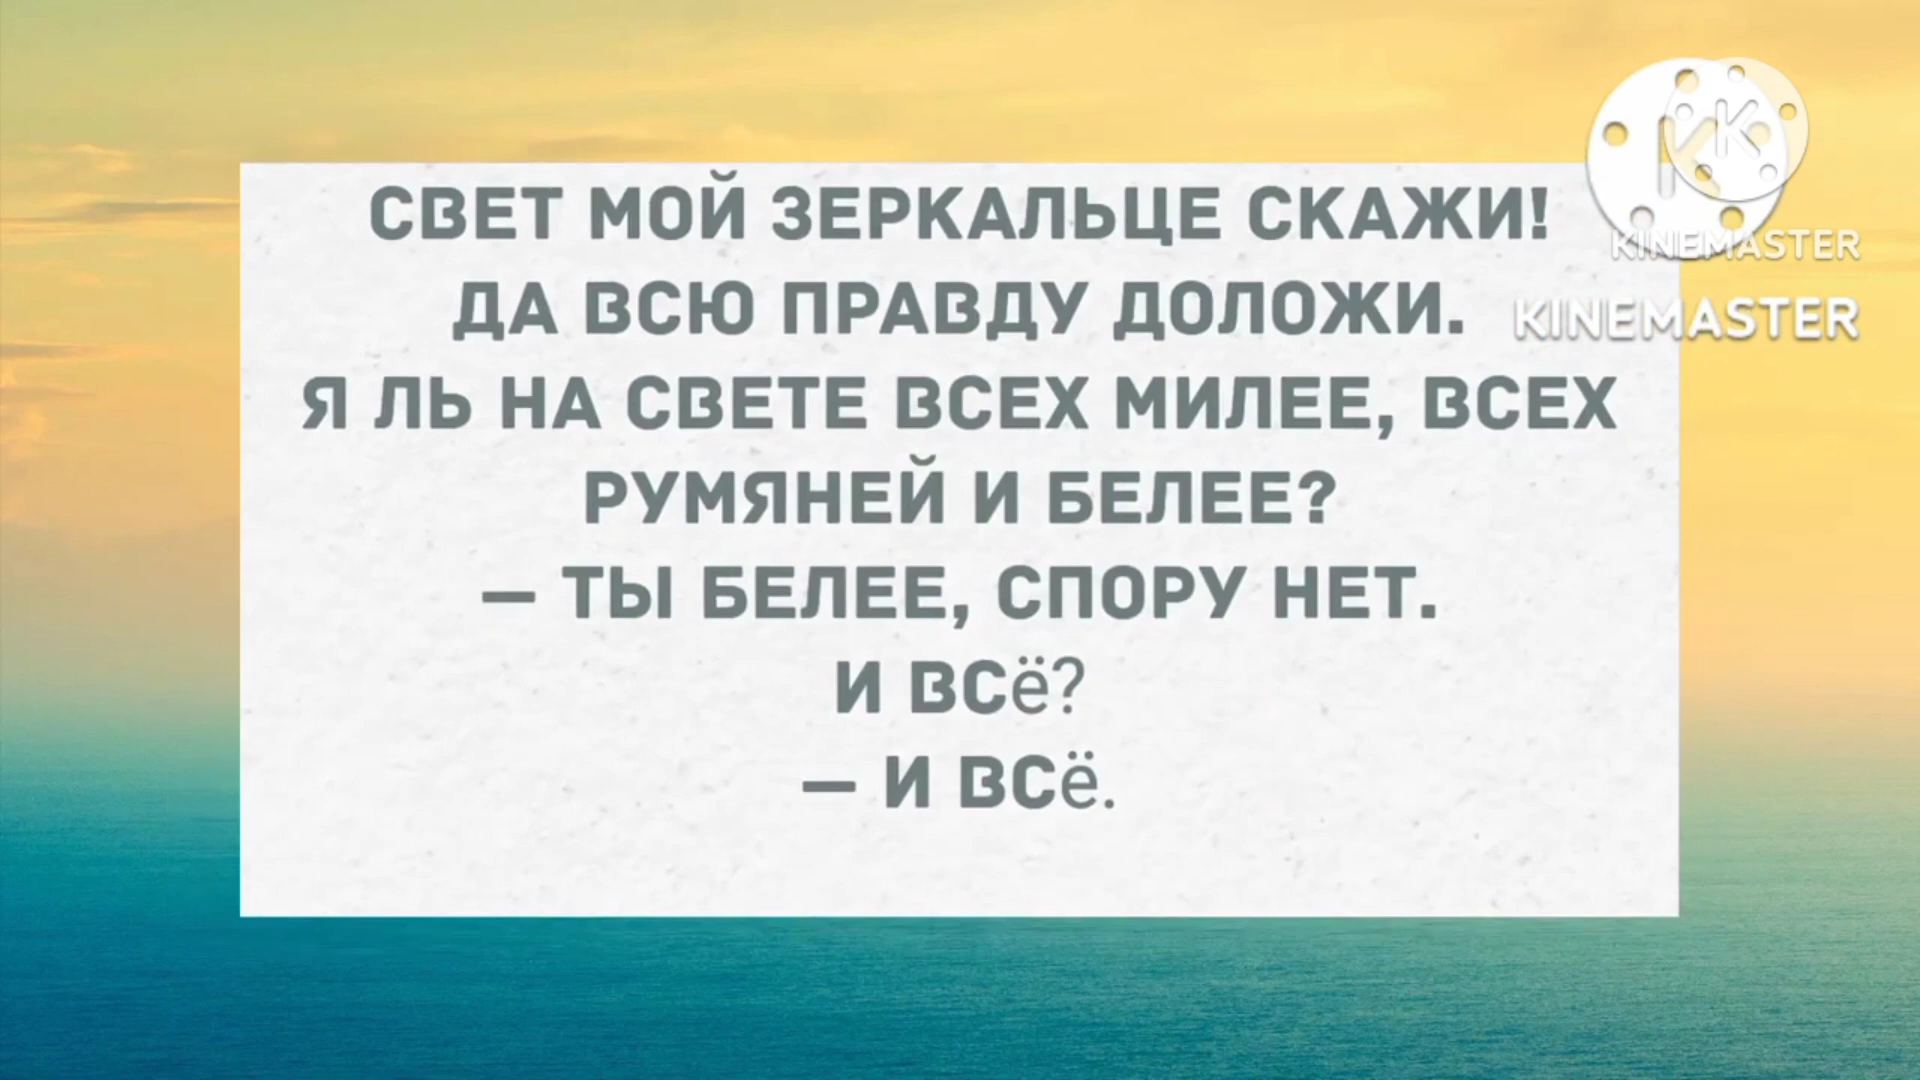 СВЕТ МОЙ ЗЕРКАЛЬЦЕ СКАЖИ!
ДА ВСЮ ПРАВДУ ДОЛОЖИ.
Я ЛЬ НА СВЕТЕ ВСЕХ МИЛЕЕ, ВСЕХ
РУМЯНЕЙ И БЕЛЕЕ?
— ТЫ БЕЛЕЕ, СПОРУ НЕТ.
И ВСё?
— И ВСё.
K
K
KINEMASTER
KINEMASTER